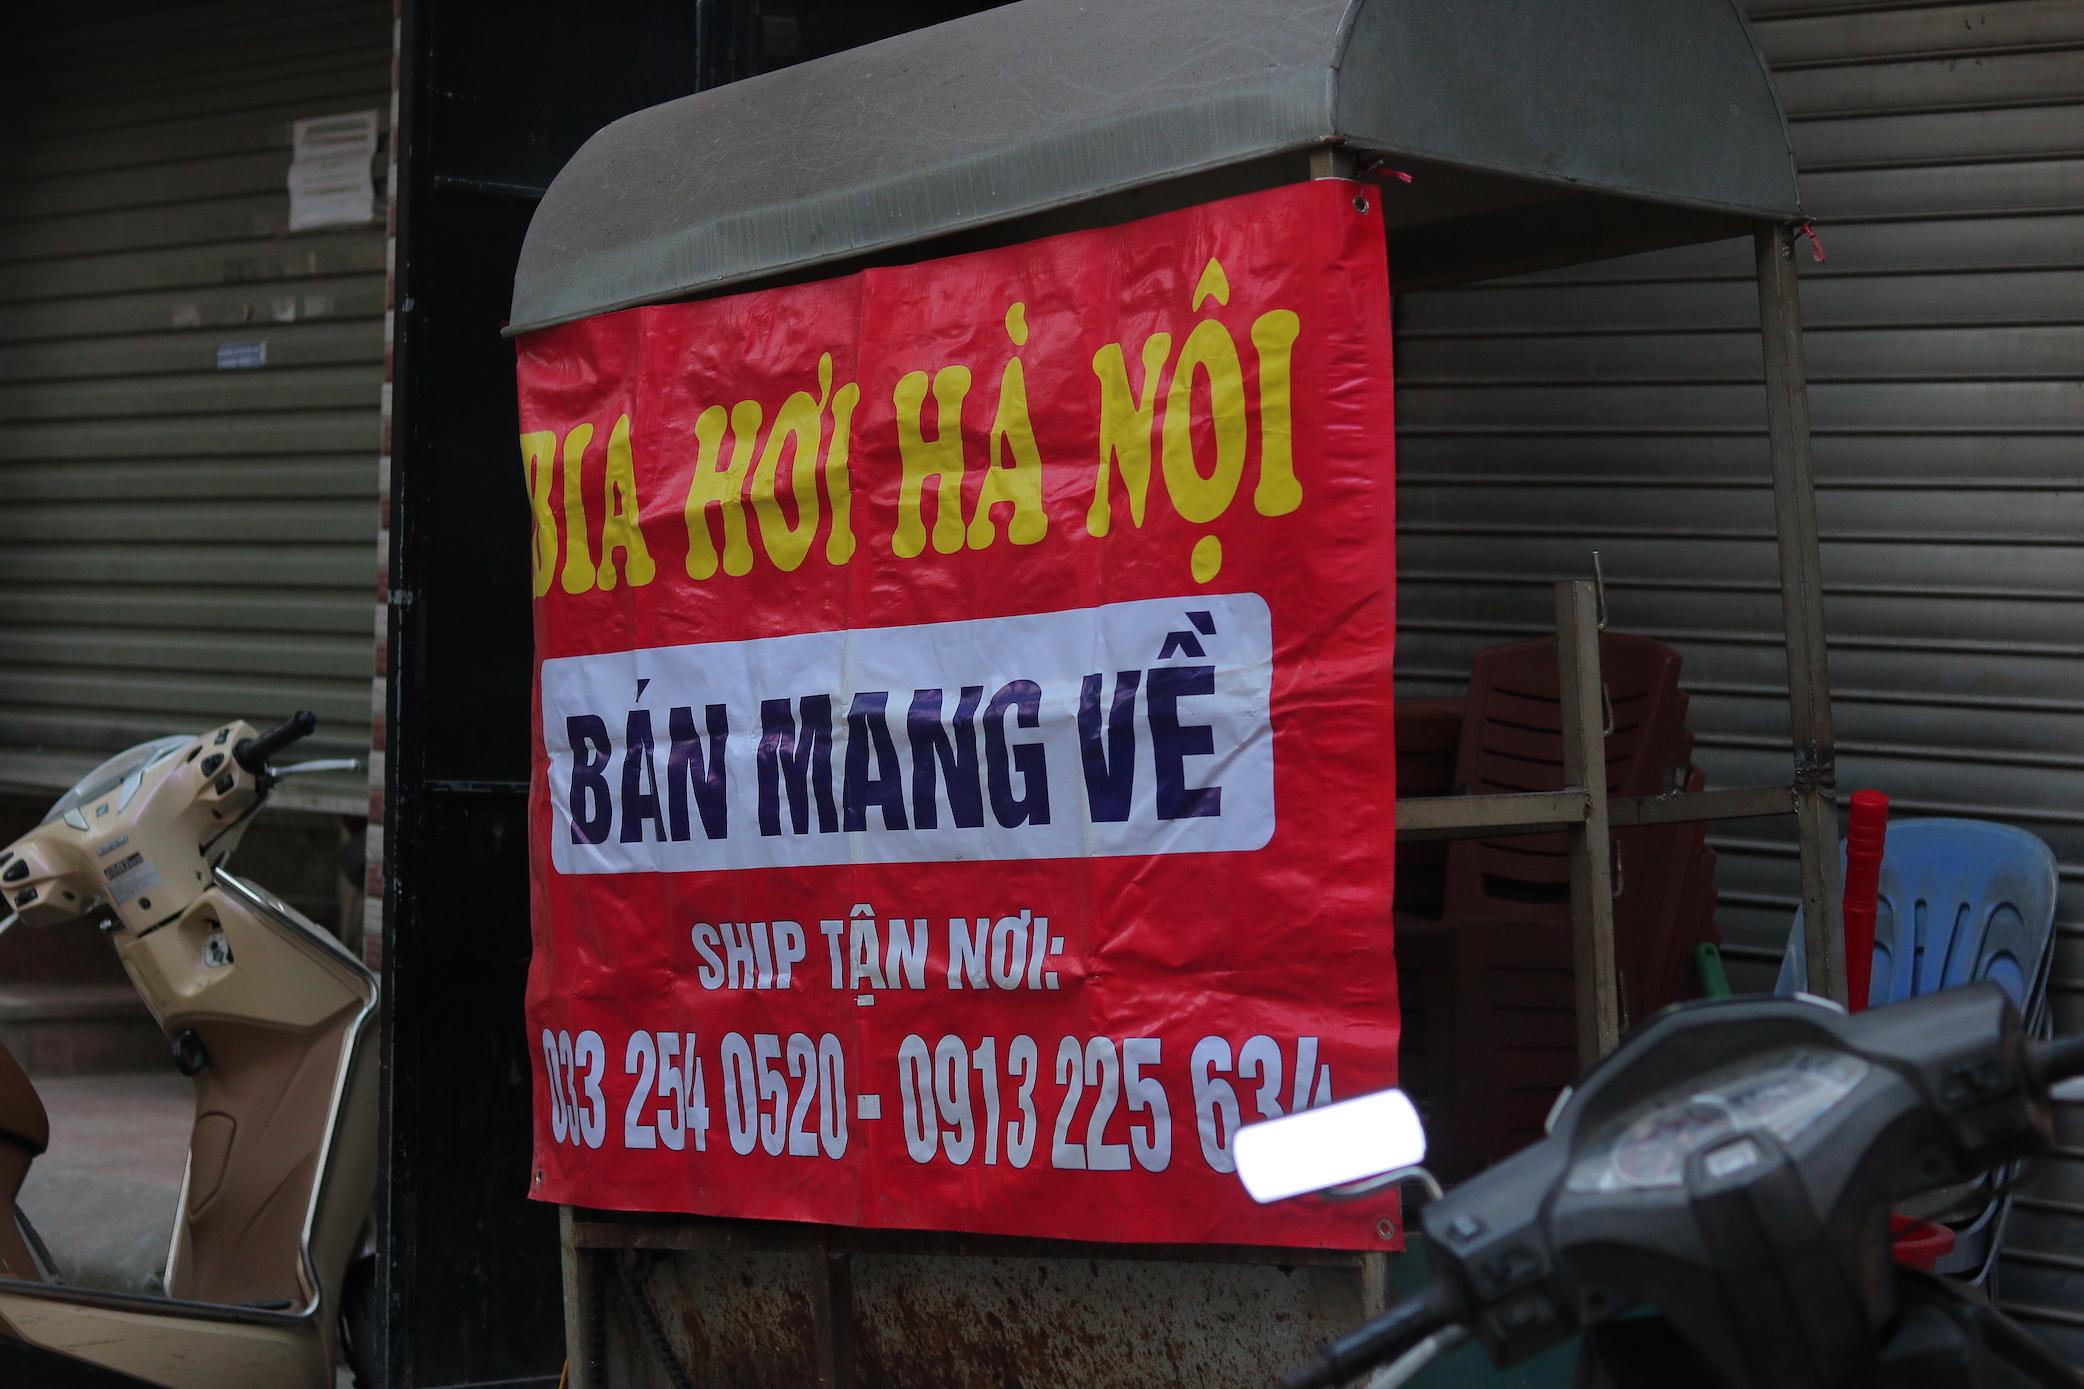 BIA HƠI HÀ NỘI
BÁN MANG VỀ
SHIP TẬN NƠI:
033 254 0520 - 0913 225 634